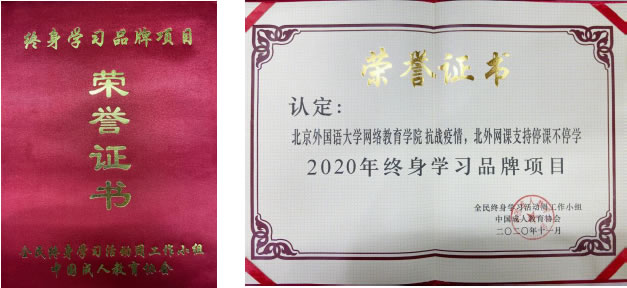 终身学习品牌项目
荣誉证书
全民终身学习活动周工作小组
中国成人教育协会
荣誉证书
认定：
北京外国语大学网络教育学院 抗战疫情，北外网课支持停课不停学
2020年终身学习品牌项目
全民终身学习活动周工作小组
中国成人教育协会
二〇二〇年十一月